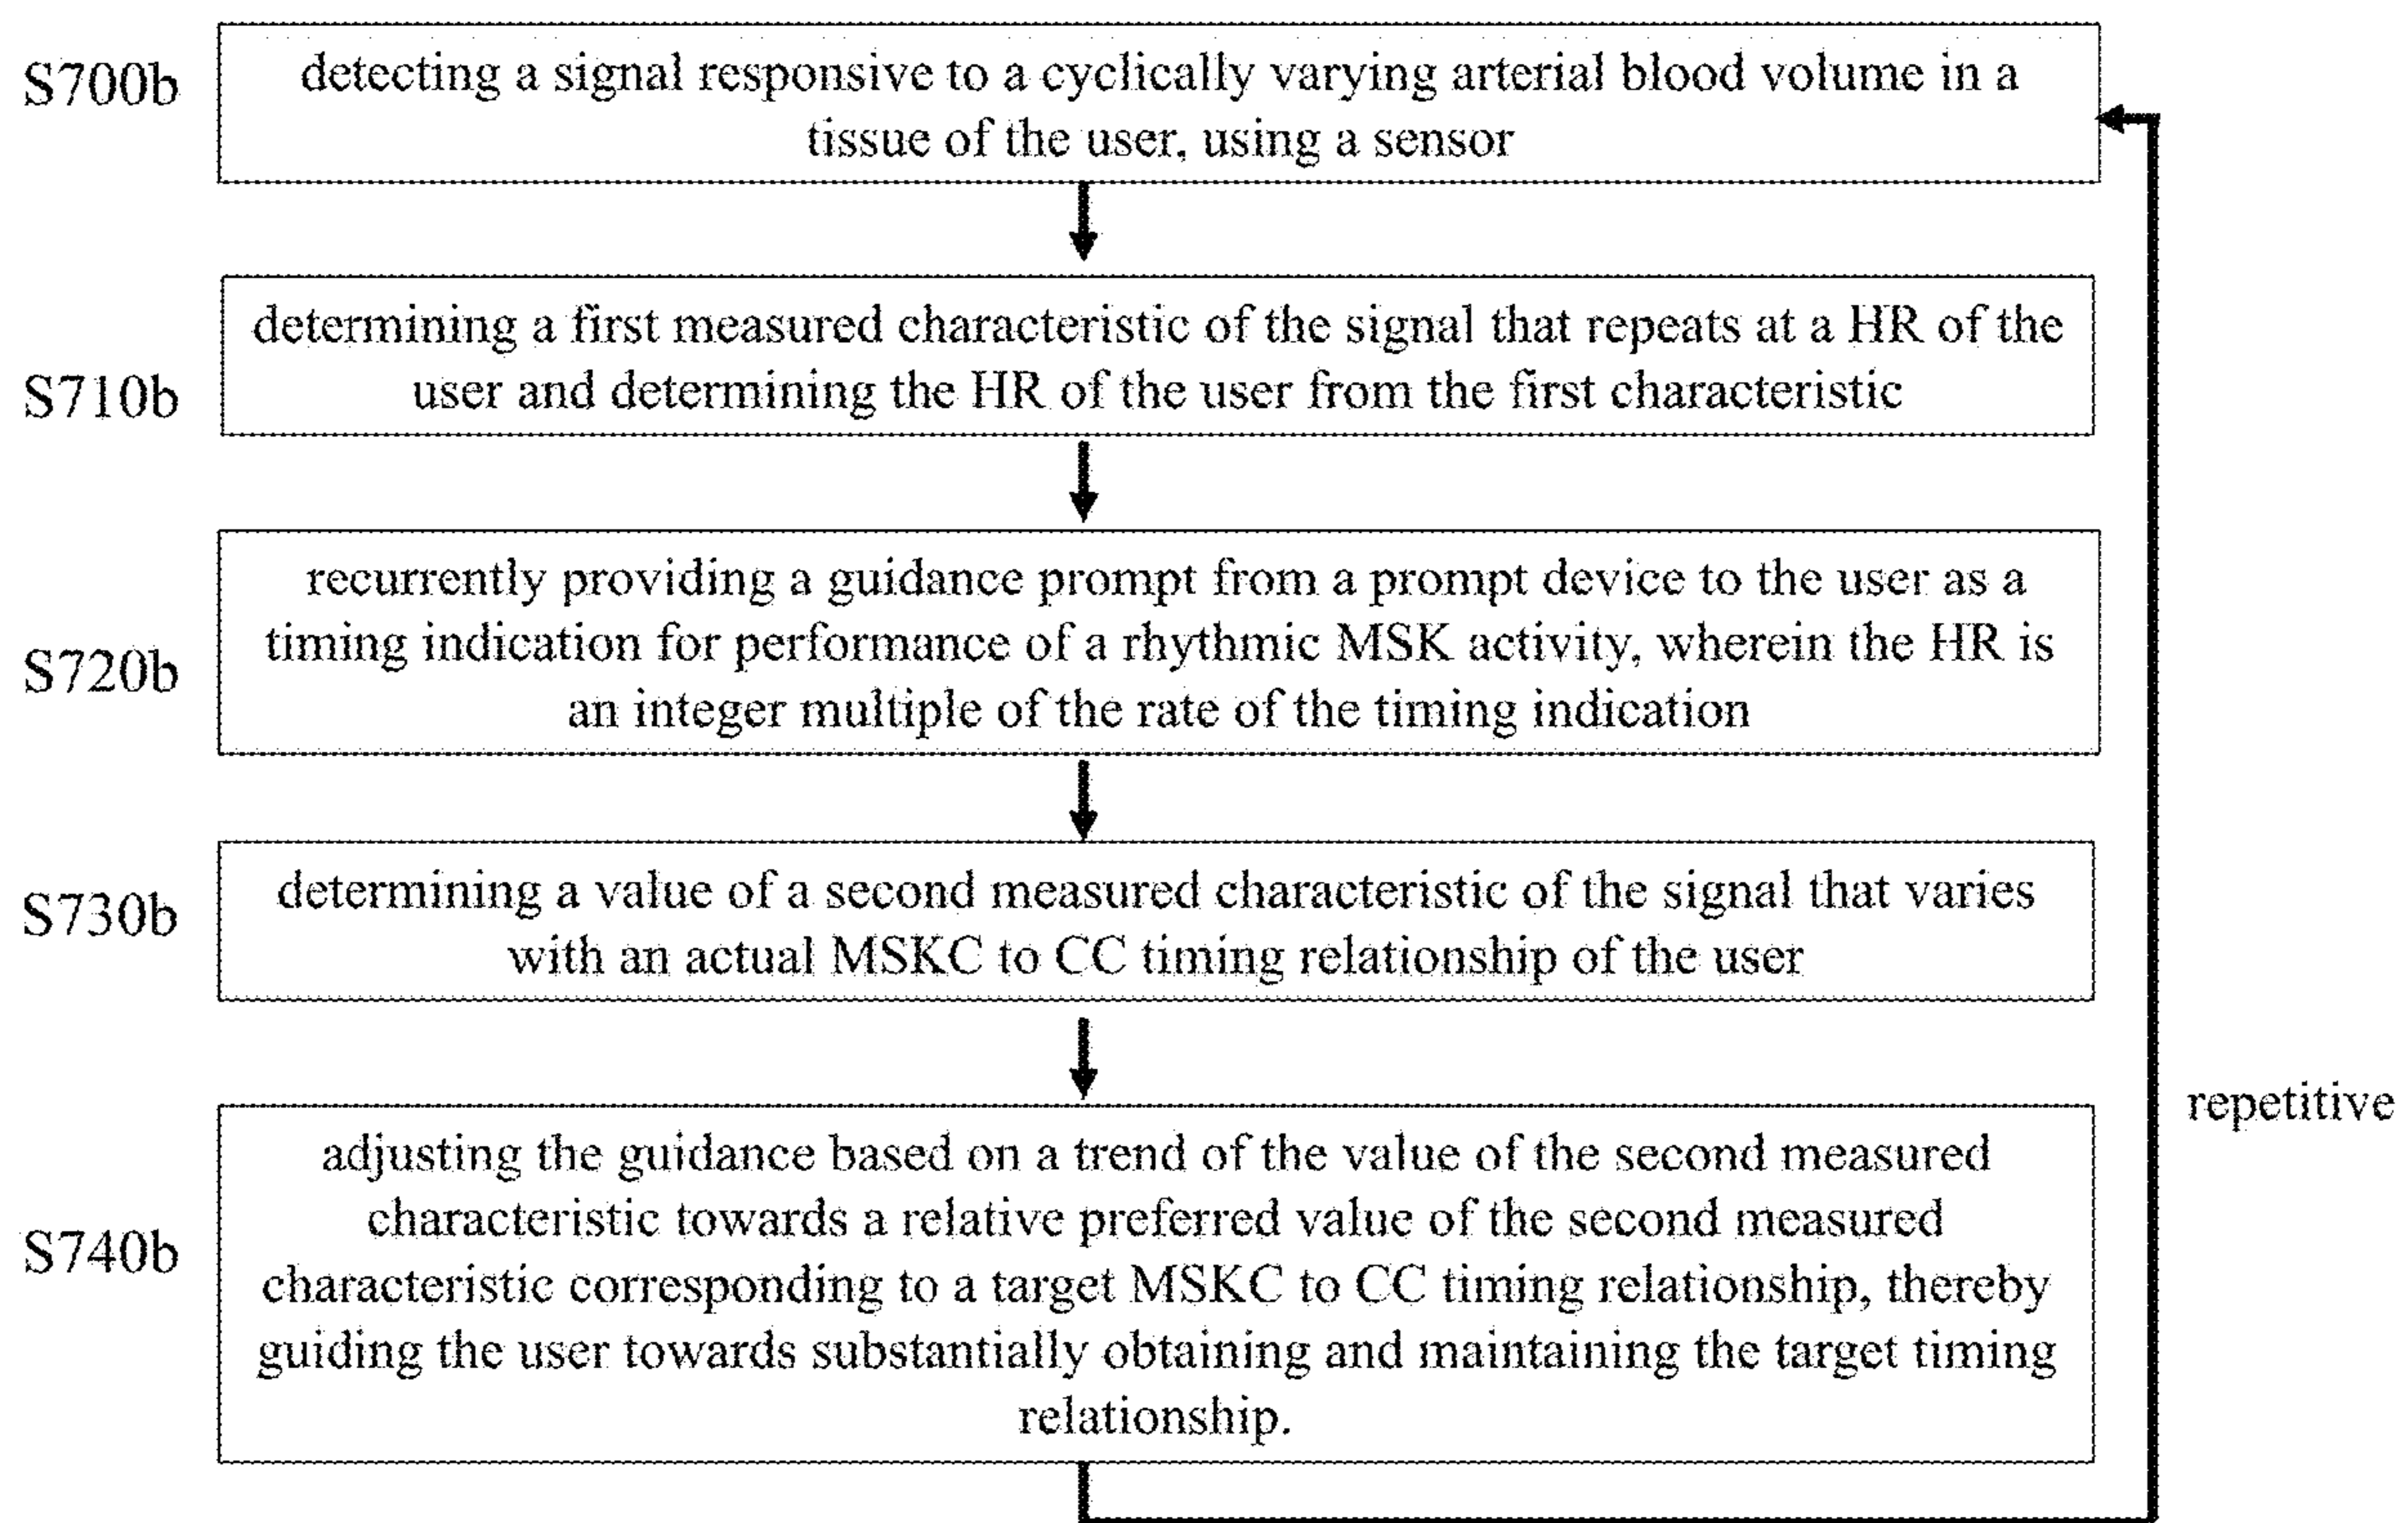 S700b
detecting a signal responsive to a cyclically varying arterial blood volume in a
tissue of the user, using a sensor
S710b
determining a first measured characteristic of the signal that repeats at a HR of the
user and determining the HR of the user from the first characteristic
S720b
recurrently providing a guidance prompt from a prompt device to the user as a
timing indication for performance of a rhythmic MSK activity, wherein the HR is
an integer multiple of the rate of the timing indication
S730b
determining a value of a second measured characteristic of the signal that varies
with an actual MSKC to CC timing relationship of the user
S740b
adjusting the guidance based on a trend of the value of the second measured
characteristic towards a relative preferred value of the second measured
characteristic corresponding to a target MSKC to CC timing relationship, thereby
guiding the user towards substantially obtaining and maintaining the target timing
relationship.
repetitive